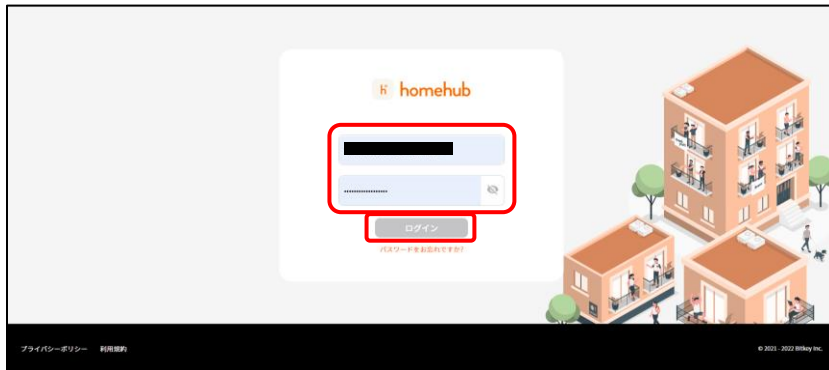 homehub
ログイン
パスワードをお忘れですか?
プライバシーポリシー 利用規約
© 2021 - 2022 Bitkey Inc.